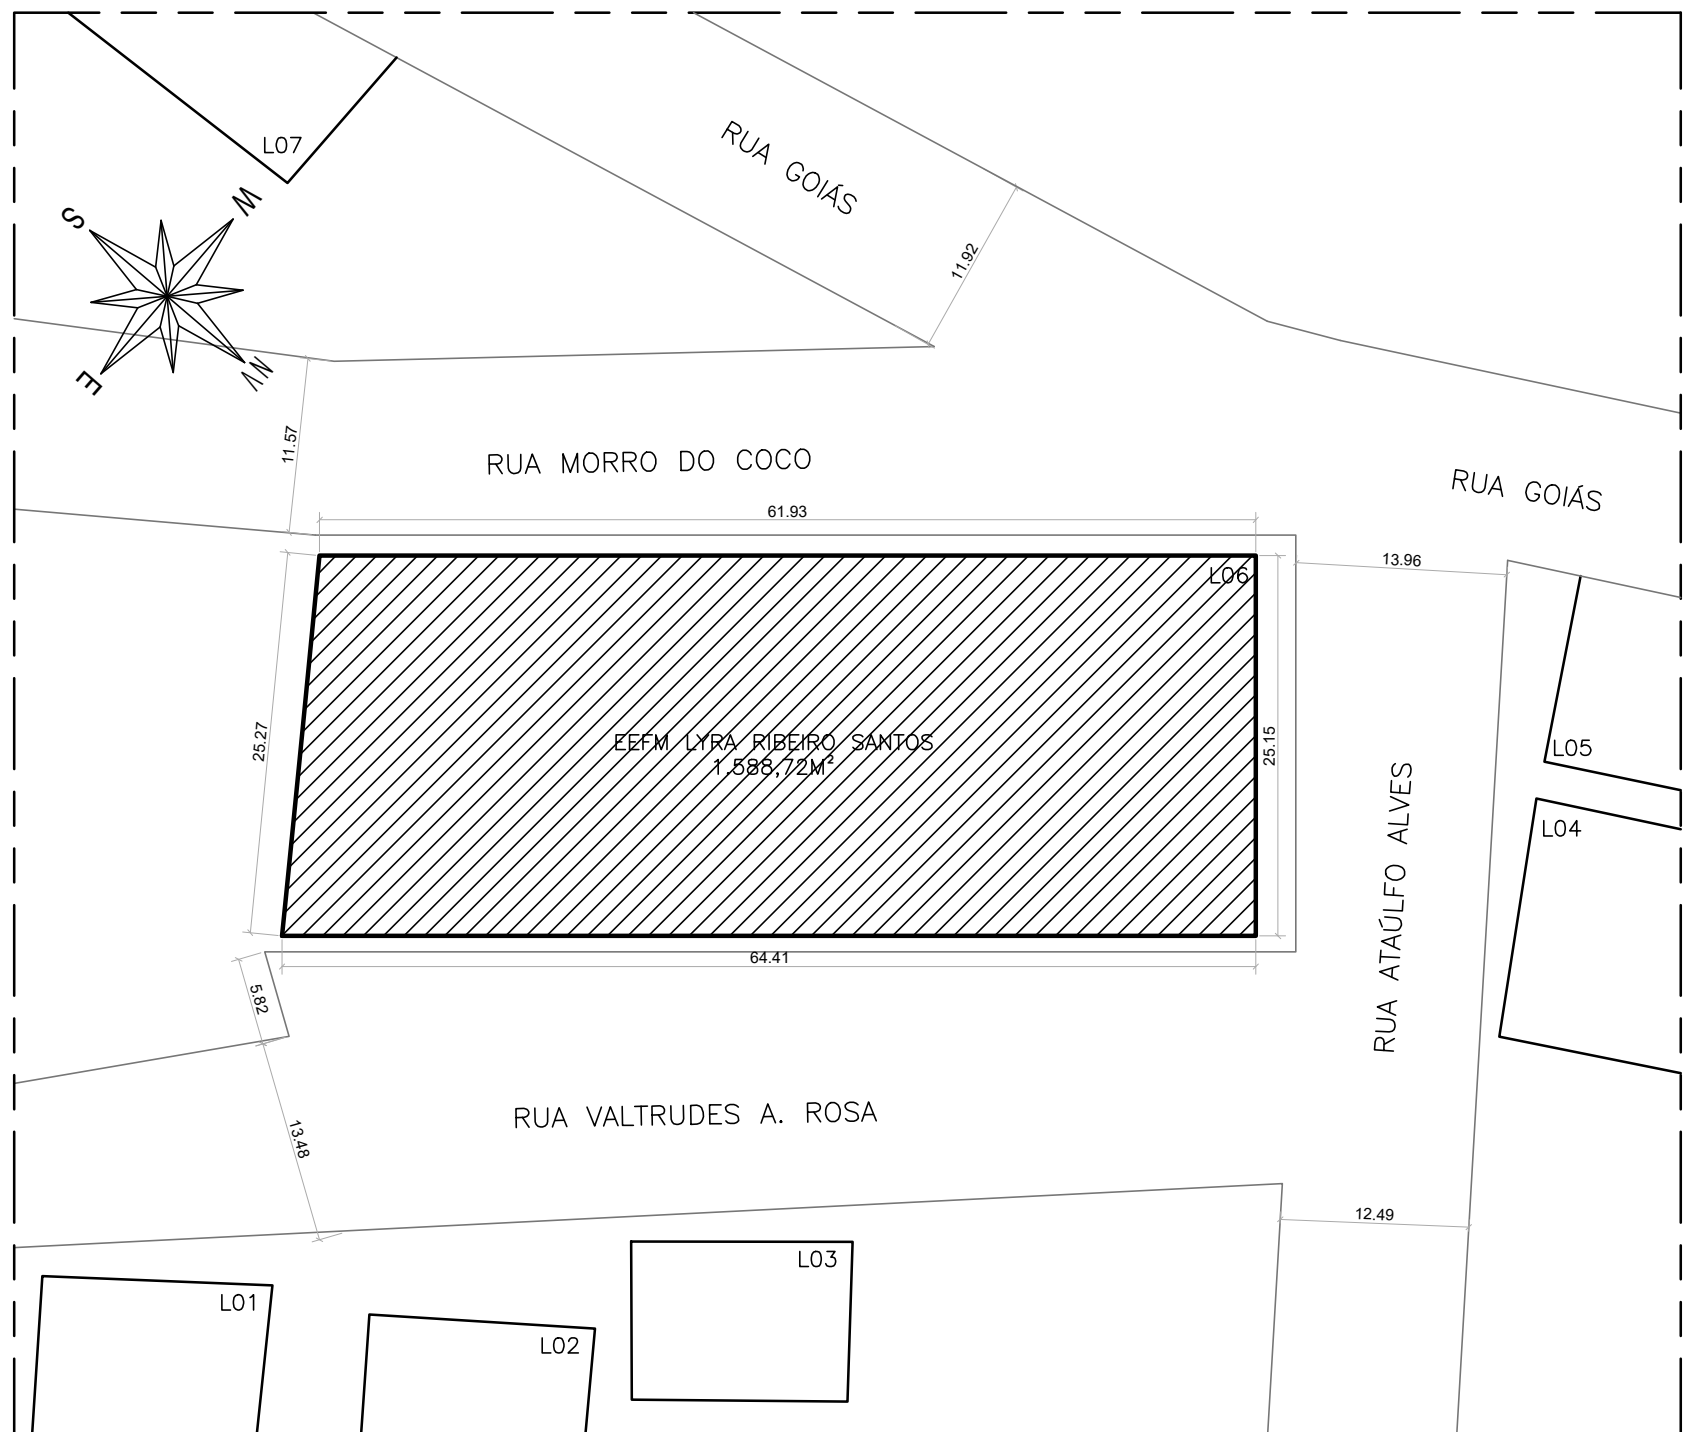 L07
S
W
E
N
RUA GOIÁS
11.92
11.57
RUA MORRO DO COCO
RUA GOIÁS
61.93
13.96
L06
25.27
EEFM LYRA RIBEIRO SANTOS
1.588,72M²
25.15
L05
L04
RUA ATAÚLFO ALVES
64.41
5.82
13.48
RUA VALTRUDES A. ROSA
12.49
L03
L01
L02